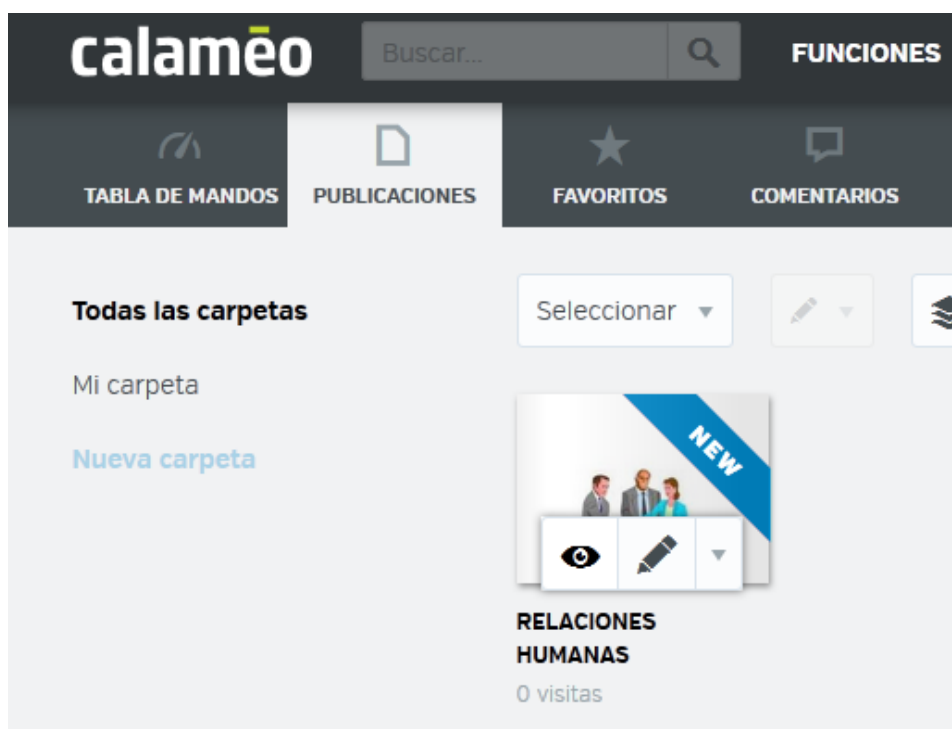 calamēo
Buscar...
FUNCIONES
TABLA DE MANDOS
PUBLICACIONES
FAVORITOS
COMENTARIOS
Todas las carpetas
Seleccionar
Mi carpeta
Nueva carpeta
NEW
RELACIONES
HUMANAS
0 visitas